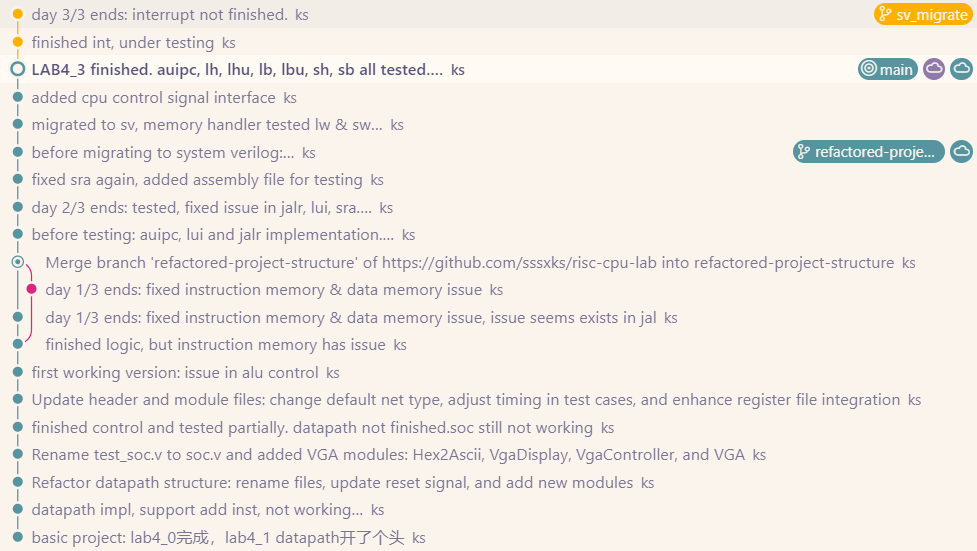 day 3/3 ends: interrupt not finished. ks sv_migrate
finished int, under testing ks
LAB4_3 finished. auipc, lh, lhu, lb, lbu, sh, sb all tested.... ks main
added cpu control signal interface ks
migrated to sv, memory handler tested lw & sw... ks
before migrating to system verilog:... ks refactored-proje...
fixed sra again, added assembly file for testing ks
day 2/3 ends: tested, fixed issue in jalr, lui, sra.... ks
before testing: auipc, lui and jalr implementation.... ks
Merge branch 'refactored-project-structure' of https://github.com/sssxks/risc-cpu-lab into refactored-project-structure ks
day 1/3 ends: fixed instruction memory & data memory issue ks
day 1/3 ends: fixed instruction memory & data memory issue, issue seems exists in jal ks
finished logic, but instruction memory has issue ks
first working version: issue in alu control ks
Update header and module files: change default net type, adjust timing in test cases, and enhance register file integration ks
finished control and tested partially. datapath not finished.soc still not working ks
Rename test_soc.v to soc.v and added VGA modules: Hex2Ascii, VgaDisplay, VgaController, and VGA ks
Refactor datapath structure: rename files, update reset signal, and add new modules ks
datapath impl, support add inst, not working... ks
basic project: lab4_0完成，lab4_1 datapath开了个头 ks